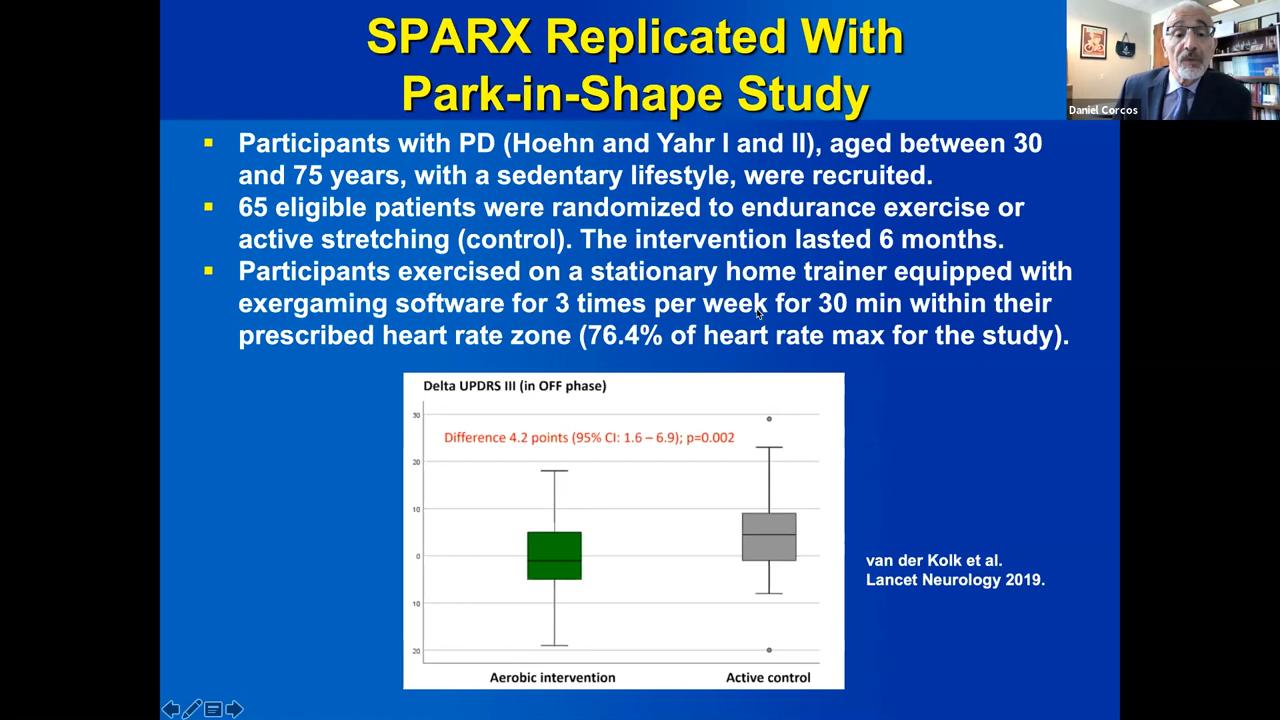 SPARX Replicated With
Park-in-Shape Study
Daniel Corcos
▪ Participants with PD (Hoehn and Yahr I and II), aged between 30
and 75 years, with a sedentary lifestyle, were recruited.
▪ 65 eligible patients were randomized to endurance exercise or
active stretching (control). The intervention lasted 6 months.
▪ Participants exercised on a stationary home trainer equipped with
exergaming software for 3 times per week for 30 min within their
prescribed heart rate zone (76.4% of heart rate max for the study).
Delta UPDRS III (in OFF phase)
30
Difference 4.2 points (95% CI: 1.6 – 6.9); p=0.002
20
10
0
10
20
Aerobic intervention
Active control
van der Kolk et al.
Lancet Neurology 2019.